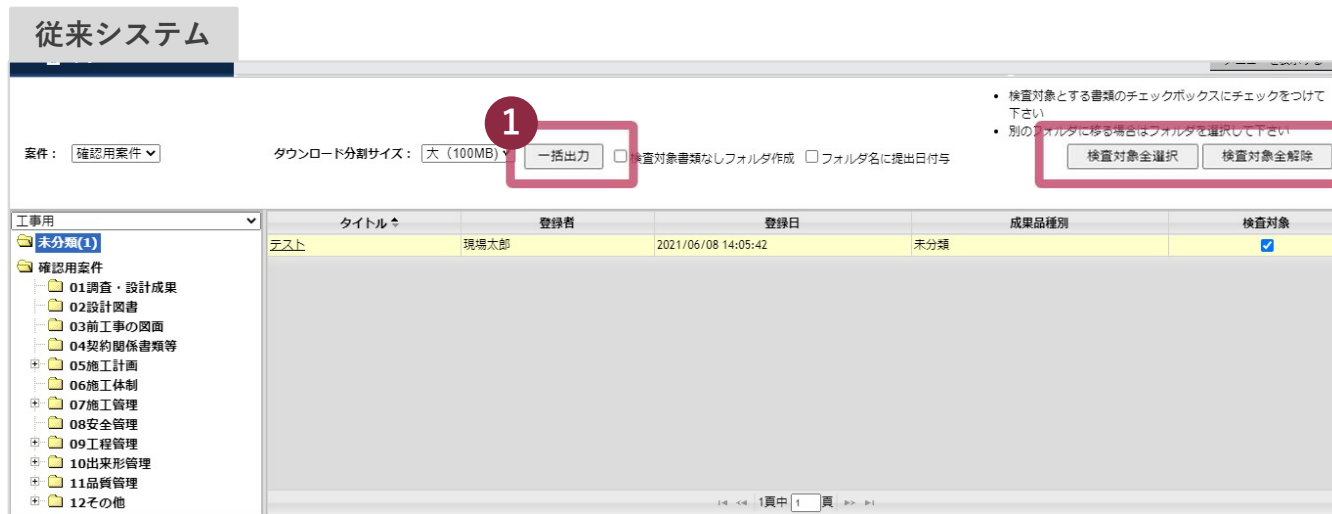 従来システム
• 検査対象とする書類のチェックボックスにチェックをつけて
下さい
• 別のフォルダに移る場合はフォルダを選択して下さい
1
案件： 確認用案件
ダウンロード分割サイズ： 大（100MB） 一括出力 検査対象書類なしフォルダ作成 フォルダ名に提出日付与
検査対象全選択 検査対象全解除
工事用
タイトル 登録者 登録日 成果品種別 検査対象
テスト 現場太郎 2021/06/08 14:05:42 未分類
未分類(1)
確認用案件
01調査・設計成果
02設計図書
03前工事の図面
04契約関係書類等
05施工計画
06施工体制
07施工管理
08安全管理
09工程管理
10出来形管理
11品質管理
12その他
1頁中 1 頁